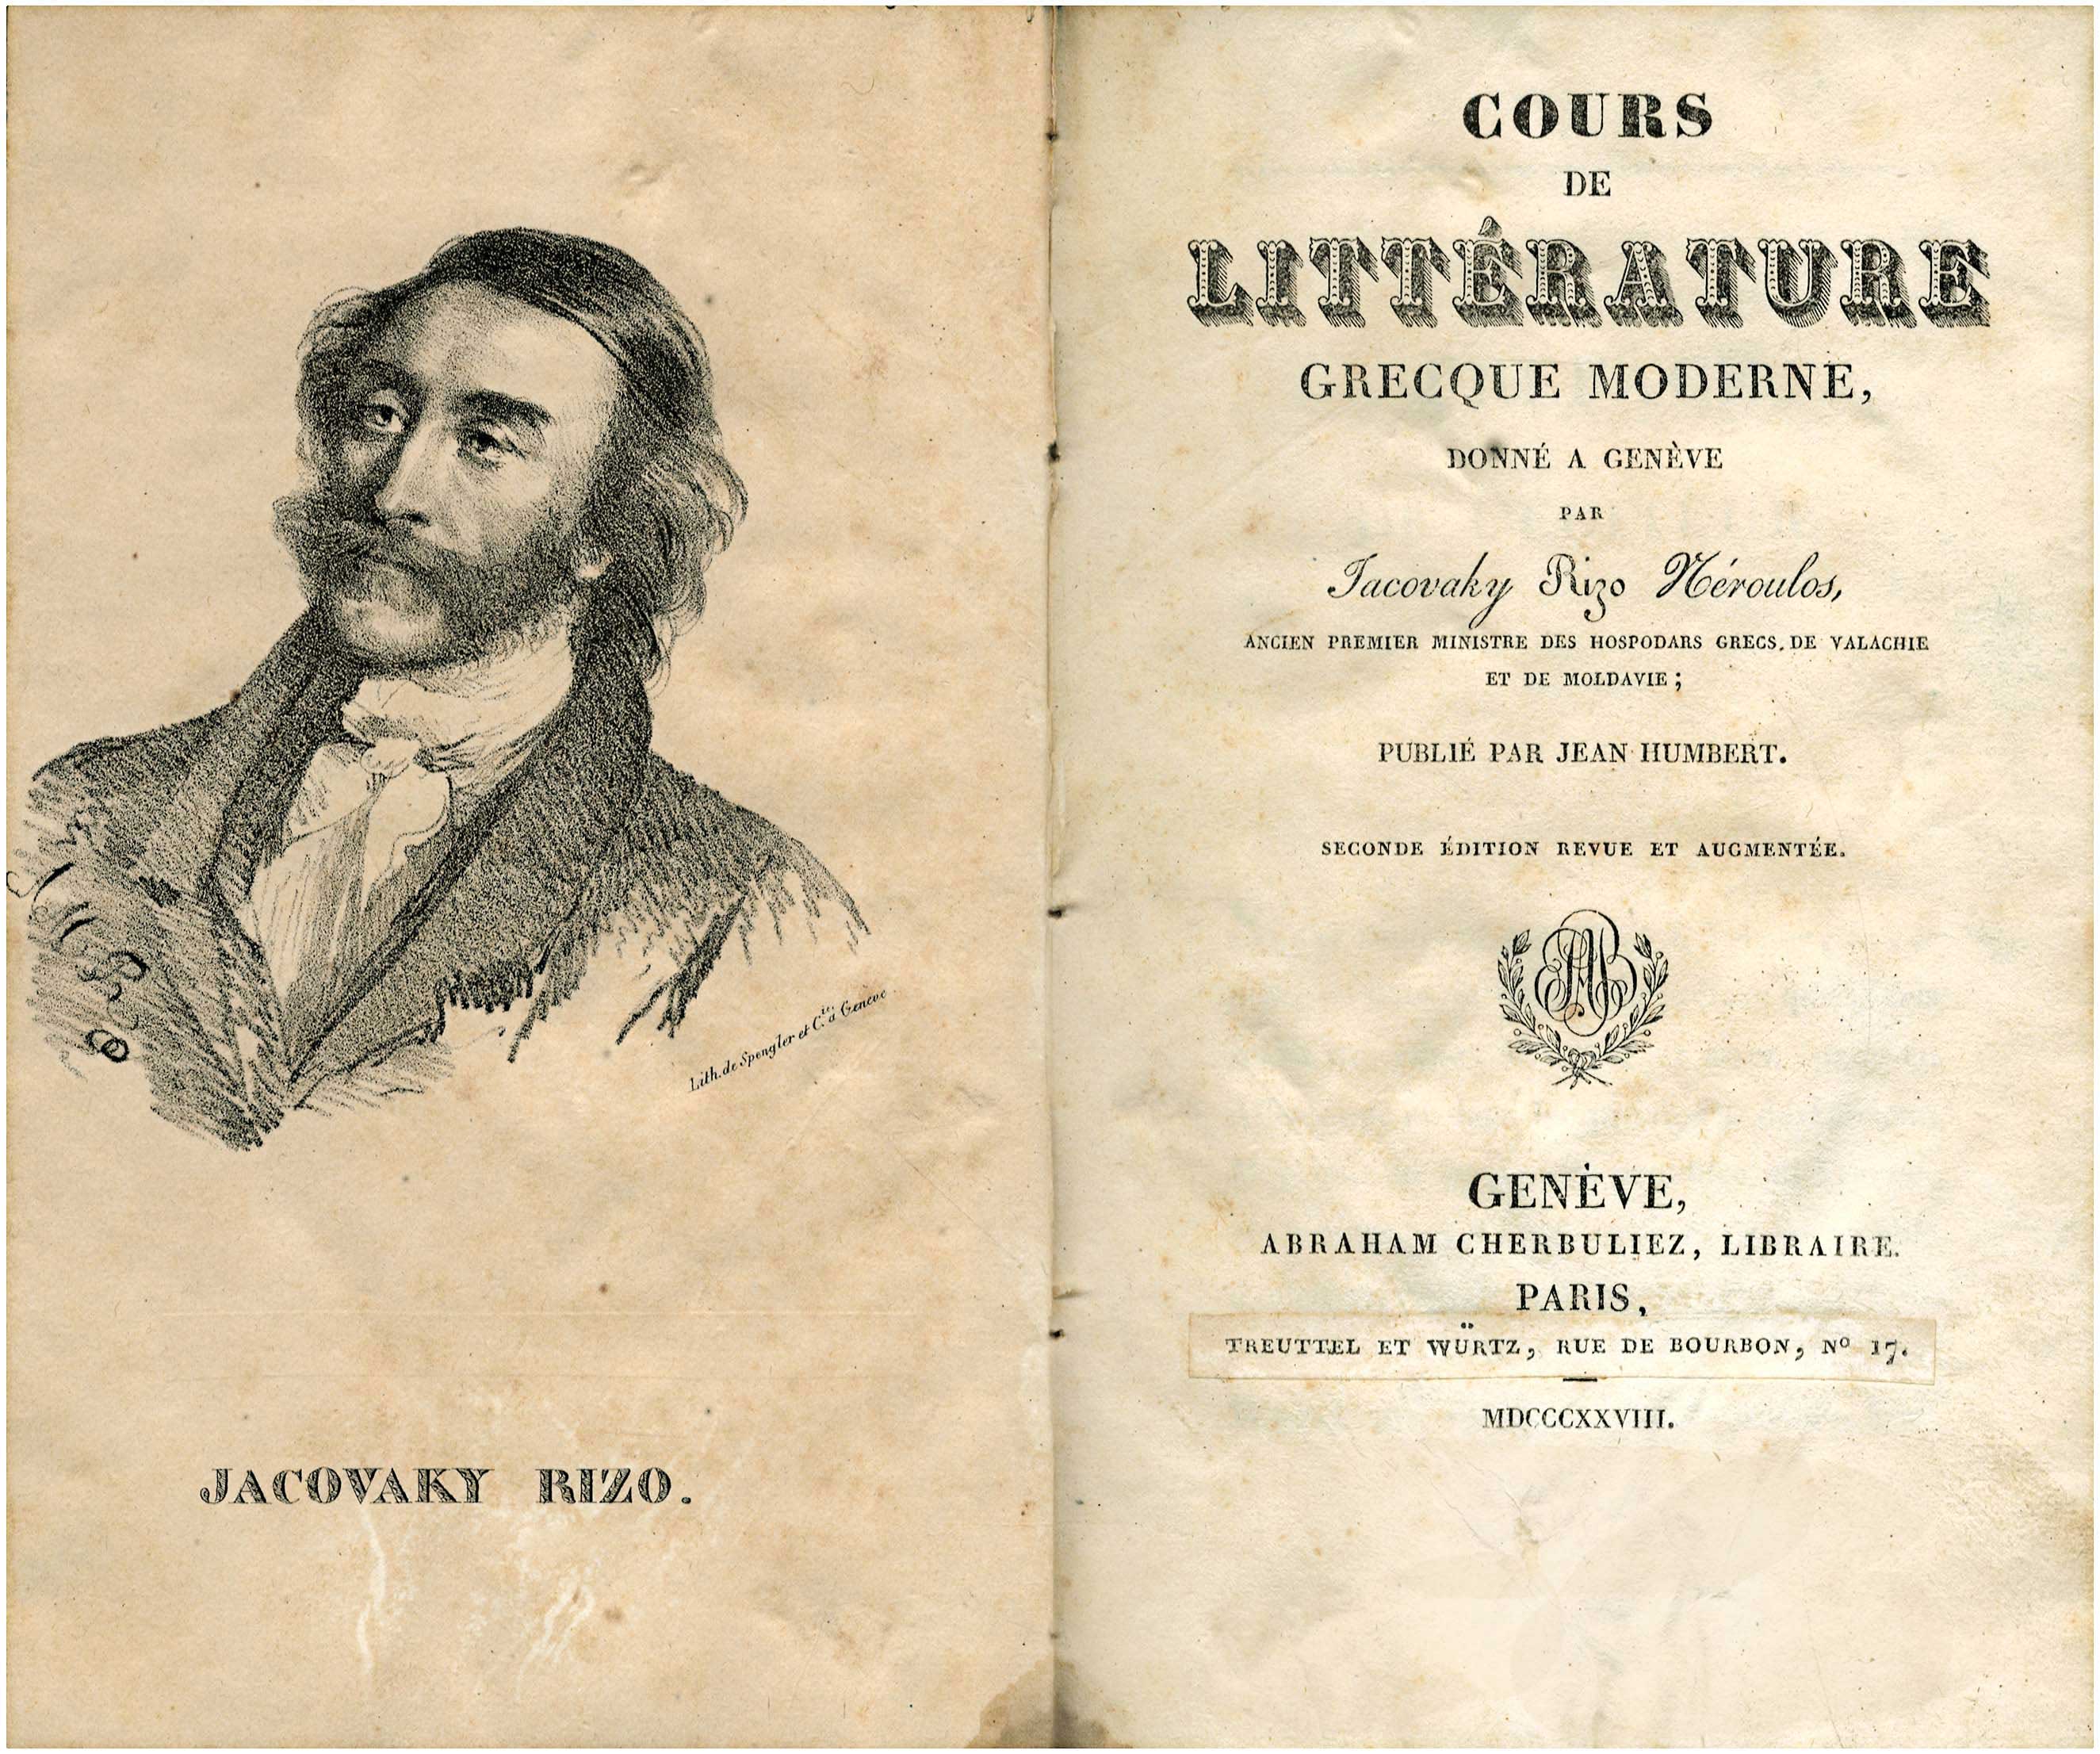 Lith. de Spengler et C.ie à Genève
JACOVAKY RIZO.
COURS
DE
LITTÉRATURE
GRECQUE MODERNE,
DONNÉ A GENÈVE
PAR
Jacovaky Rizo Néroulos,
ANCIEN PREMIER MINISTRE DES HOSPODARS GRECS DE VALACHIE
ET DE MOLDAVIE ;
PUBLIÉ PAR JEAN HUMBERT.
SECONDE ÉDITION REVUE ET AUGMENTÉE.
GENÈVE,
ABRAHAM CHERBULIEZ, LIBRAIRE.
PARIS,
TREUTTEL ET WÜRTZ, RUE DE BOURBON, Nº 17.
MDCCCXXVIII.